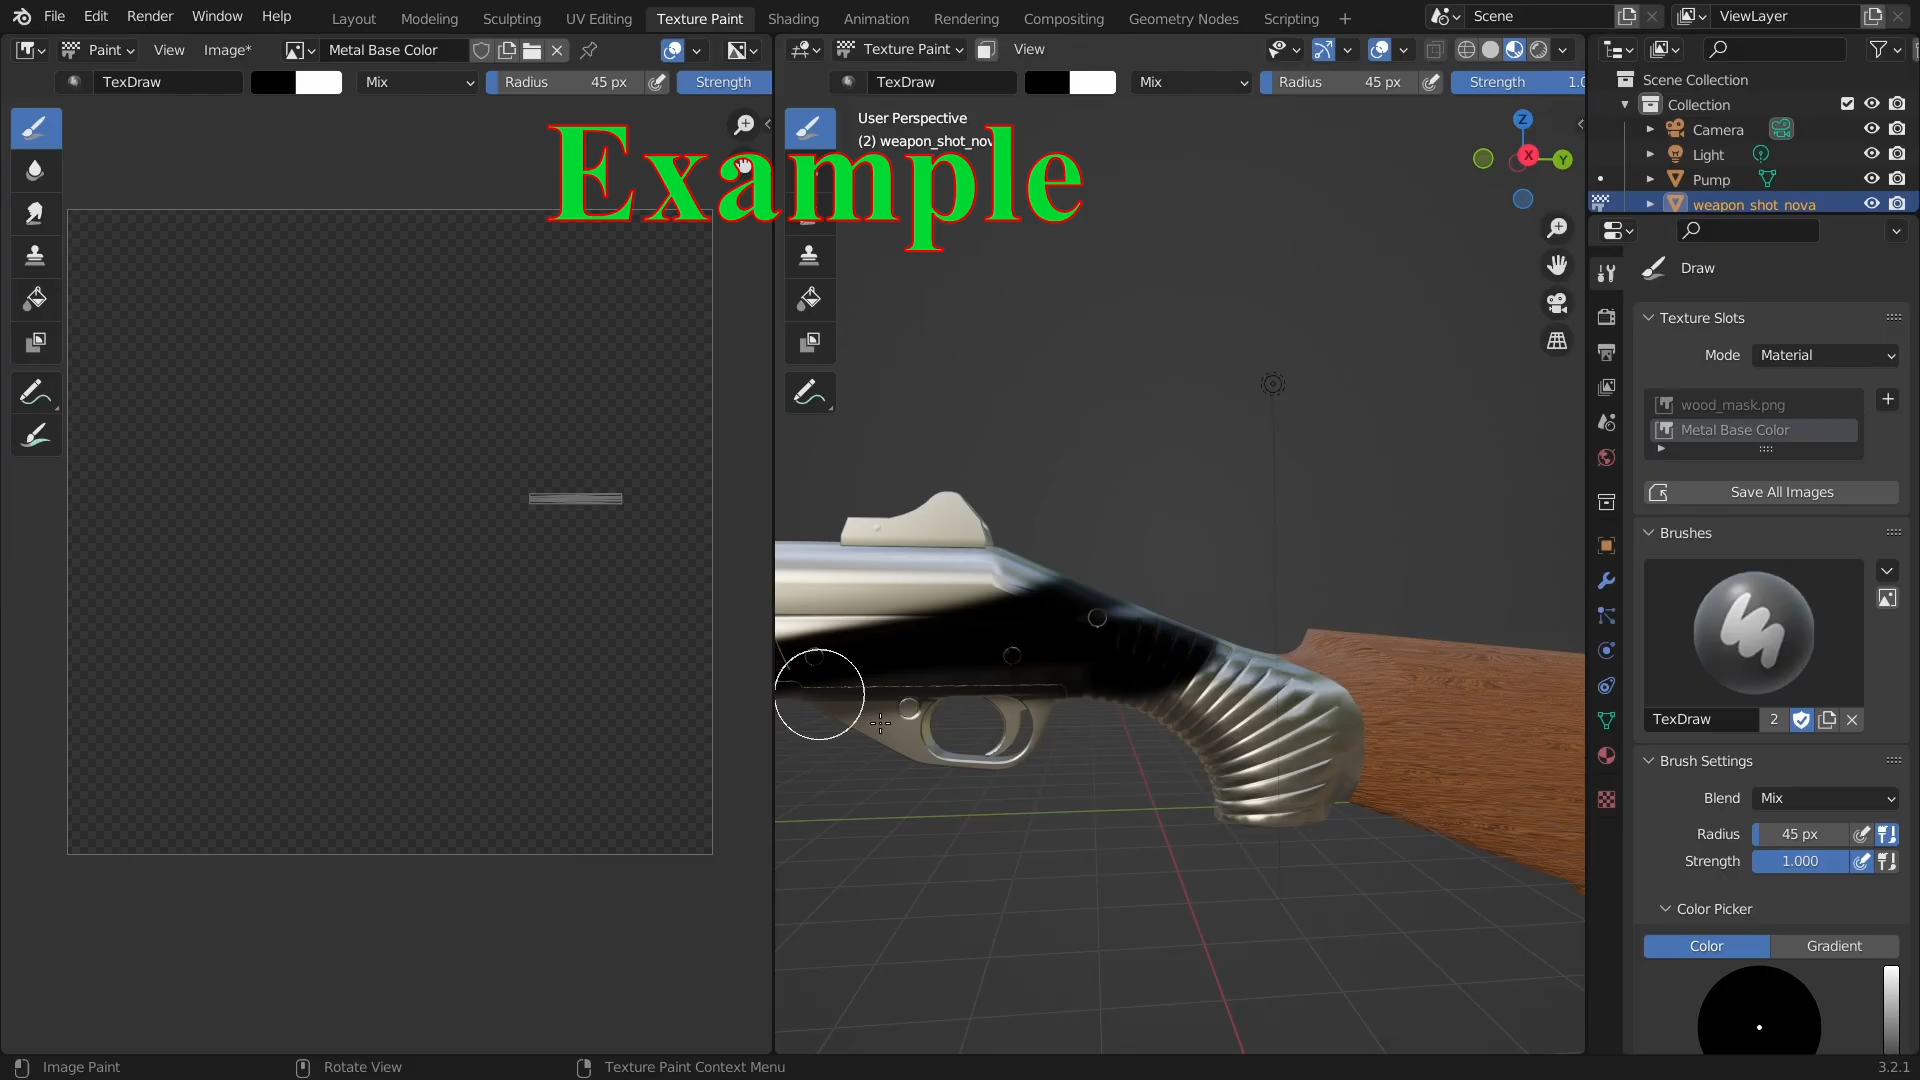 File Edit Render Window Help Layout Modeling Sculpting UV Editing Texture Paint Shading Animation Rendering Compositing Geometry Nodes Scripting + Scene ViewLayer
Paint View Image* Metal Base Color Texture Paint View
TexDraw Mix Radius 45 px Strength TexDraw Mix Radius 45 px Strength
Example
User Perspective
(2) weapon_shot_nov
Z
X
Y
Scene Collection
Collection
Camera
Light
Pump
weapon_shot_nova
Draw
Texture Slots
Mode Material
wood_mask.png
Metal Base Color
Save All Images
Brushes
TexDraw 2
Brush Settings
Blend Mix
Radius 45 px
Strength 1.000
Color Picker
Color Gradient
Image Paint Rotate View Texture Paint Context Menu 3.2.1